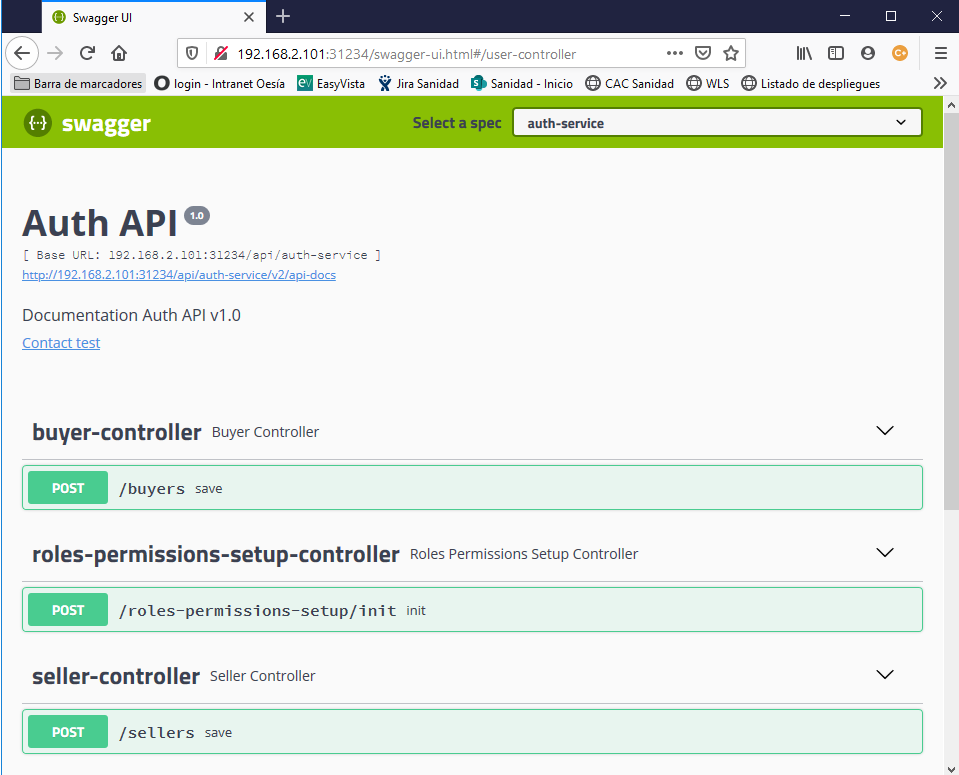 Swagger UI
192.168.2.101:31234/swagger-ui.html#/user-controller
Barra de marcadores
login - Intranet Oesía
EasyVista
Jira Sanidad
Sanidad - Inicio
CAC Sanidad
WLS
Listado de despliegues
swagger
Select a spec
auth-service
Auth API 1.0
[ Base URL: 192.168.2.101:31234/api/auth-service ]
http://192.168.2.101:31234/api/auth-service/v2/api-docs
Documentation Auth API v1.0
Contact test
buyer-controller Buyer Controller
POST /buyers save
roles-permissions-setup-controller Roles Permissions Setup Controller
POST /roles-permissions-setup/init init
seller-controller Seller Controller
POST /sellers save